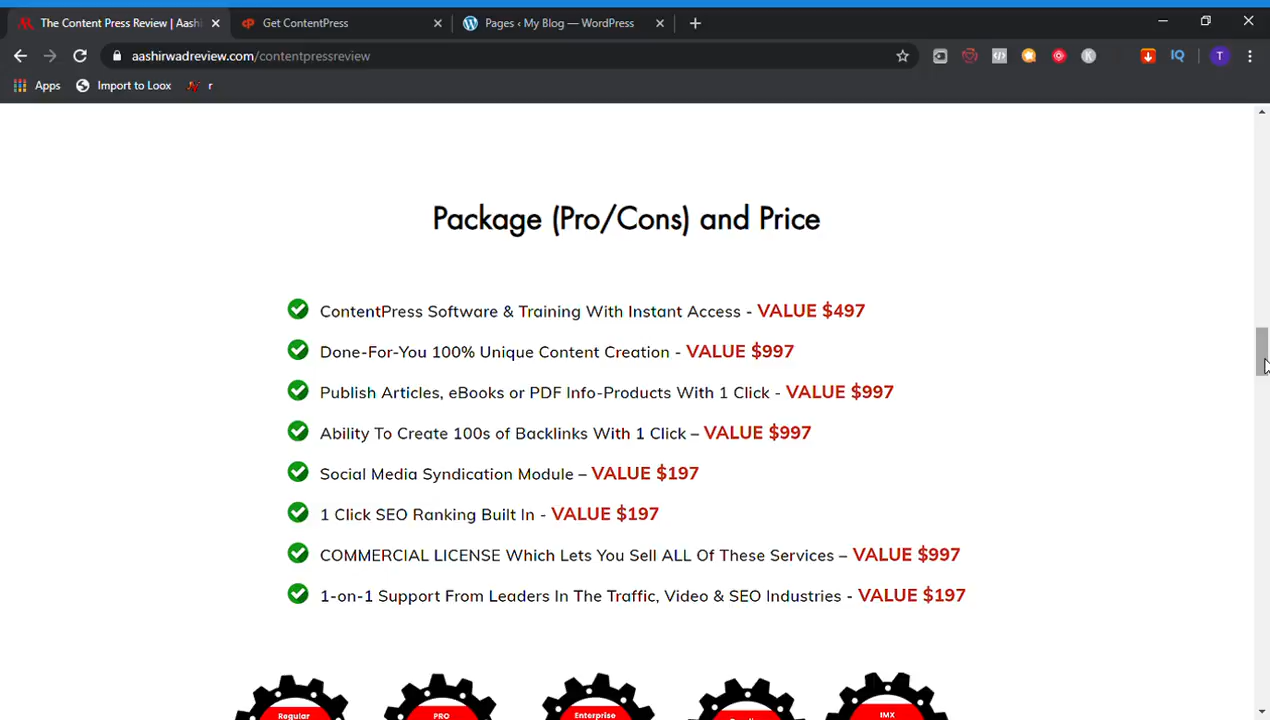 The Content Press Review | Aashi
Get ContentPress
Pages ‹ My Blog — WordPress
aashirwadreview.com/contentpressreview
IQ
T
Apps
Import to Loox
r
Package (Pro/Cons) and Price
ContentPress Software & Training With Instant Access - VALUE $497
Done-For-You 100% Unique Content Creation - VALUE $997
Publish Articles, eBooks or PDF Info-Products With 1 Click - VALUE $997
Ability To Create 100s of Backlinks With 1 Click – VALUE $997
Social Media Syndication Module – VALUE $197
1 Click SEO Ranking Built In - VALUE $197
COMMERCIAL LICENSE Which Lets You Sell ALL Of These Services – VALUE $997
1-on-1 Support From Leaders In The Traffic, Video & SEO Industries - VALUE $197
Regular
PRO
Enterprise
IMX